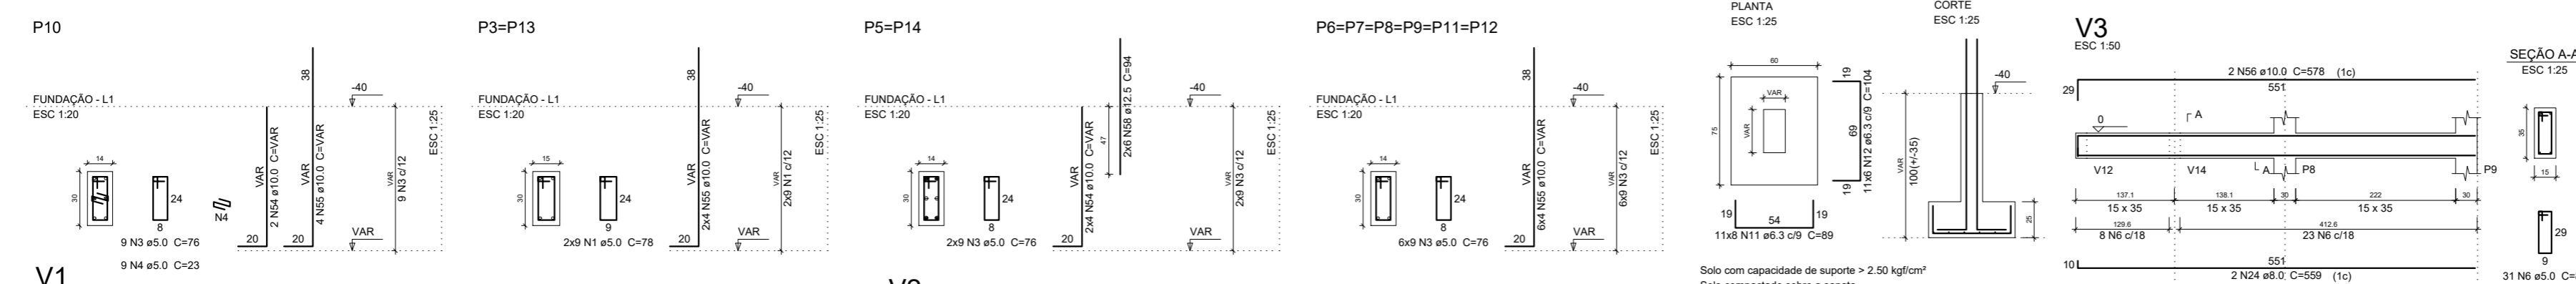 P10
FUNDAÇÃO - L1
ESC 1:20
14
30
24
8
N4
9 N3 ø5.0 C=76
9 N4 ø5.0 C=23
VAR
2 N54 ø10.0 C=VAR
20
38
VAR
4 N55 ø10.0 C=VAR
20
-40
VAR
VAR
9 N3 c/12
ESC 1:25
P3=P13
FUNDAÇÃO - L1
ESC 1:20
15
30
24
9
2x9 N1 ø5.0 C=78
38
VAR
2x4 N55 ø10.0 C=VAR
20
-40
VAR
VAR
2x9 N1 c/12
ESC 1:25
P5=P14
FUNDAÇÃO - L1
ESC 1:20
14
30
24
8
2x9 N3 ø5.0 C=76
VAR
2x4 N54 ø10.0 C=VAR
20
47
2x6 N58 ø12.5 C=94
-40
VAR
VAR
2x9 N3 c/12
ESC 1:25
P6=P7=P8=P9=P11=P12
FUNDAÇÃO - L1
ESC 1:20
14
30
24
8
6x9 N3 ø5.0 C=76
38
VAR
6x4 N55 ø10.0 C=VAR
20
-40
VAR
VAR
6x9 N3 c/12
ESC 1:25
PLANTA
ESC 1:25
60
75
VAR
VAR
19
69
19
11x6 N12 ø6.3 c/9 C=104
19
54
19
11x8 N11 ø6.3 c/9 C=89
CORTE
ESC 1:25
-40
VAR
100(+/-35)
25
Solo com capacidade de suporte > 2.50 kgf/cm²
V3
ESC 1:50
2 N56 ø10.0 C=578 (1c)
551
29
0
A
A
V12
V14
P8
P9
137.1
138.1
30
222
30
15 x 35
15 x 35
15 x 35
129.6
412.6
8 N6 c/18
23 N6 c/18
551
10
2 N24 ø8.0 C=559 (1c)
SEÇÃO A-A
ESC 1:25
35
15
29
9
31 N6 ø5.0 C=
V1